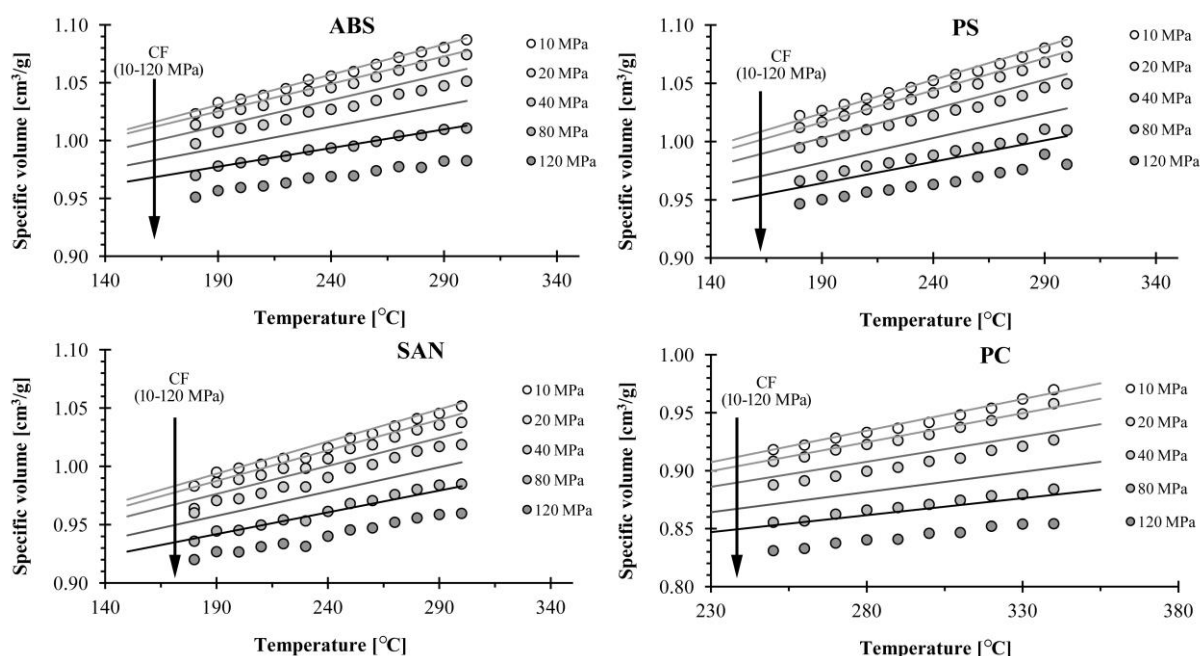 ABS
Specific volume [cm³/g]
1.10
1.05
1.00
0.95
0.90
CF
(10-120 MPa)
10 MPa
20 MPa
40 MPa
80 MPa
120 MPa
140 190 240 290 340
Temperature [°C]
PS
Specific volume [cm³/g]
1.10
1.05
1.00
0.95
0.90
CF
(10-120 MPa)
10 MPa
20 MPa
40 MPa
80 MPa
120 MPa
140 190 240 290 340
Temperature [°C]
SAN
Specific volume [cm³/g]
1.10
1.05
1.00
0.95
0.90
CF
(10-120 MPa)
10 MPa
20 MPa
40 MPa
80 MPa
120 MPa
140 190 240 290 340
Temperature [°C]
PC
Specific volume [cm³/g]
1.00
0.95
0.90
0.85
0.80
CF
(10-120 MPa)
10 MPa
20 MPa
40 MPa
80 MPa
120 MPa
230 280 330 380
Temperature [°C]